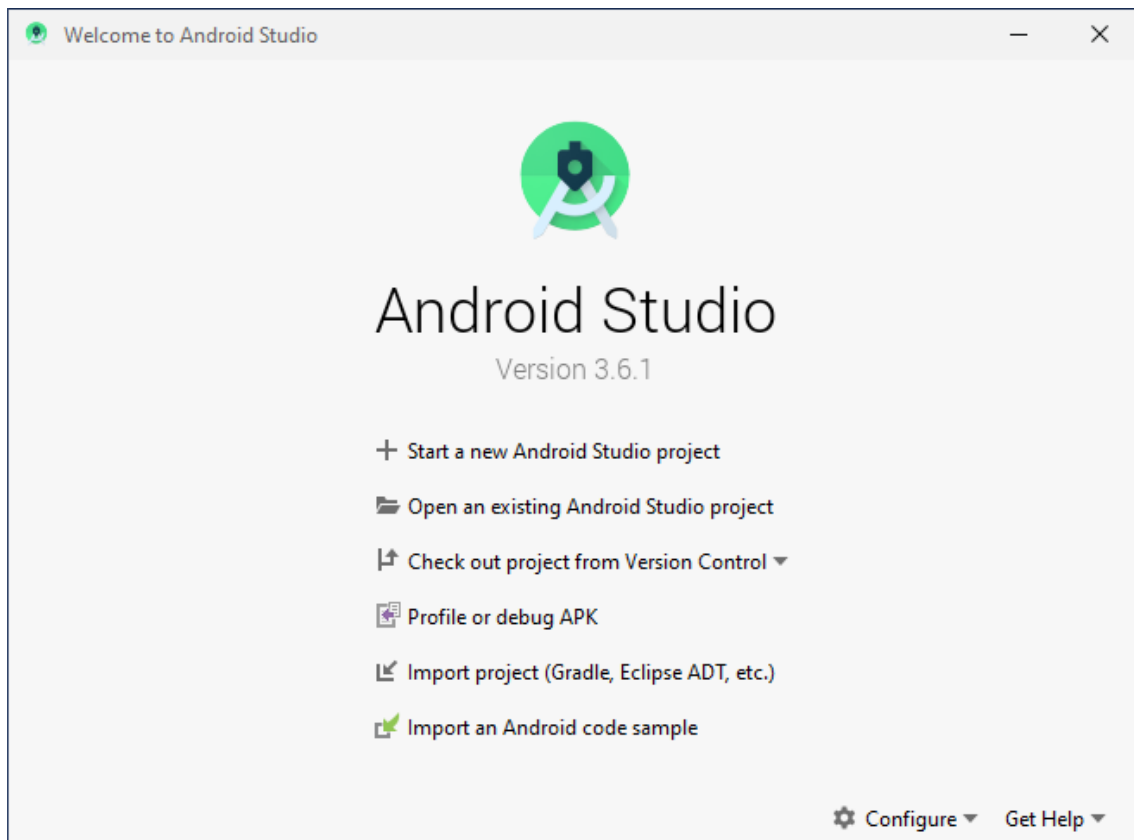 Welcome to Android Studio
Android Studio
Version 3.6.1
Start a new Android Studio project
Open an existing Android Studio project
Check out project from Version Control
Profile or debug APK
Import project (Gradle, Eclipse ADT, etc.)
Import an Android code sample
Configure Get Help